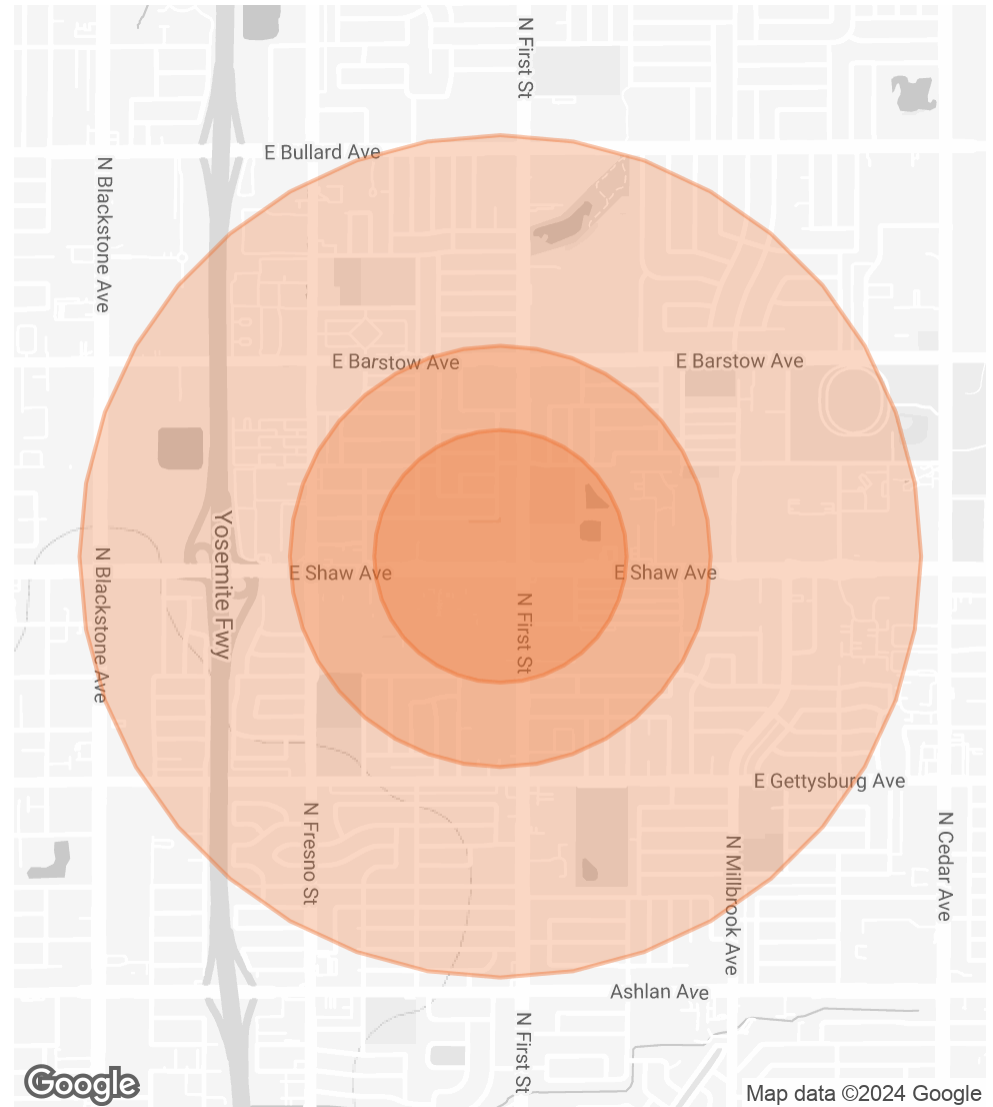 N First St
E Bullard Ave
N Blackstone Ave
E Barstow Ave
E Barstow Ave
Yosemite Fwy
N Blackstone Ave
E Shaw Ave
E Shaw Ave
N First St
E Gettysburg Ave
N Fresno St
N Millbrook Ave
N Cedar Ave
Ashlan Ave
N First St
Google
Map data ©2024 Google